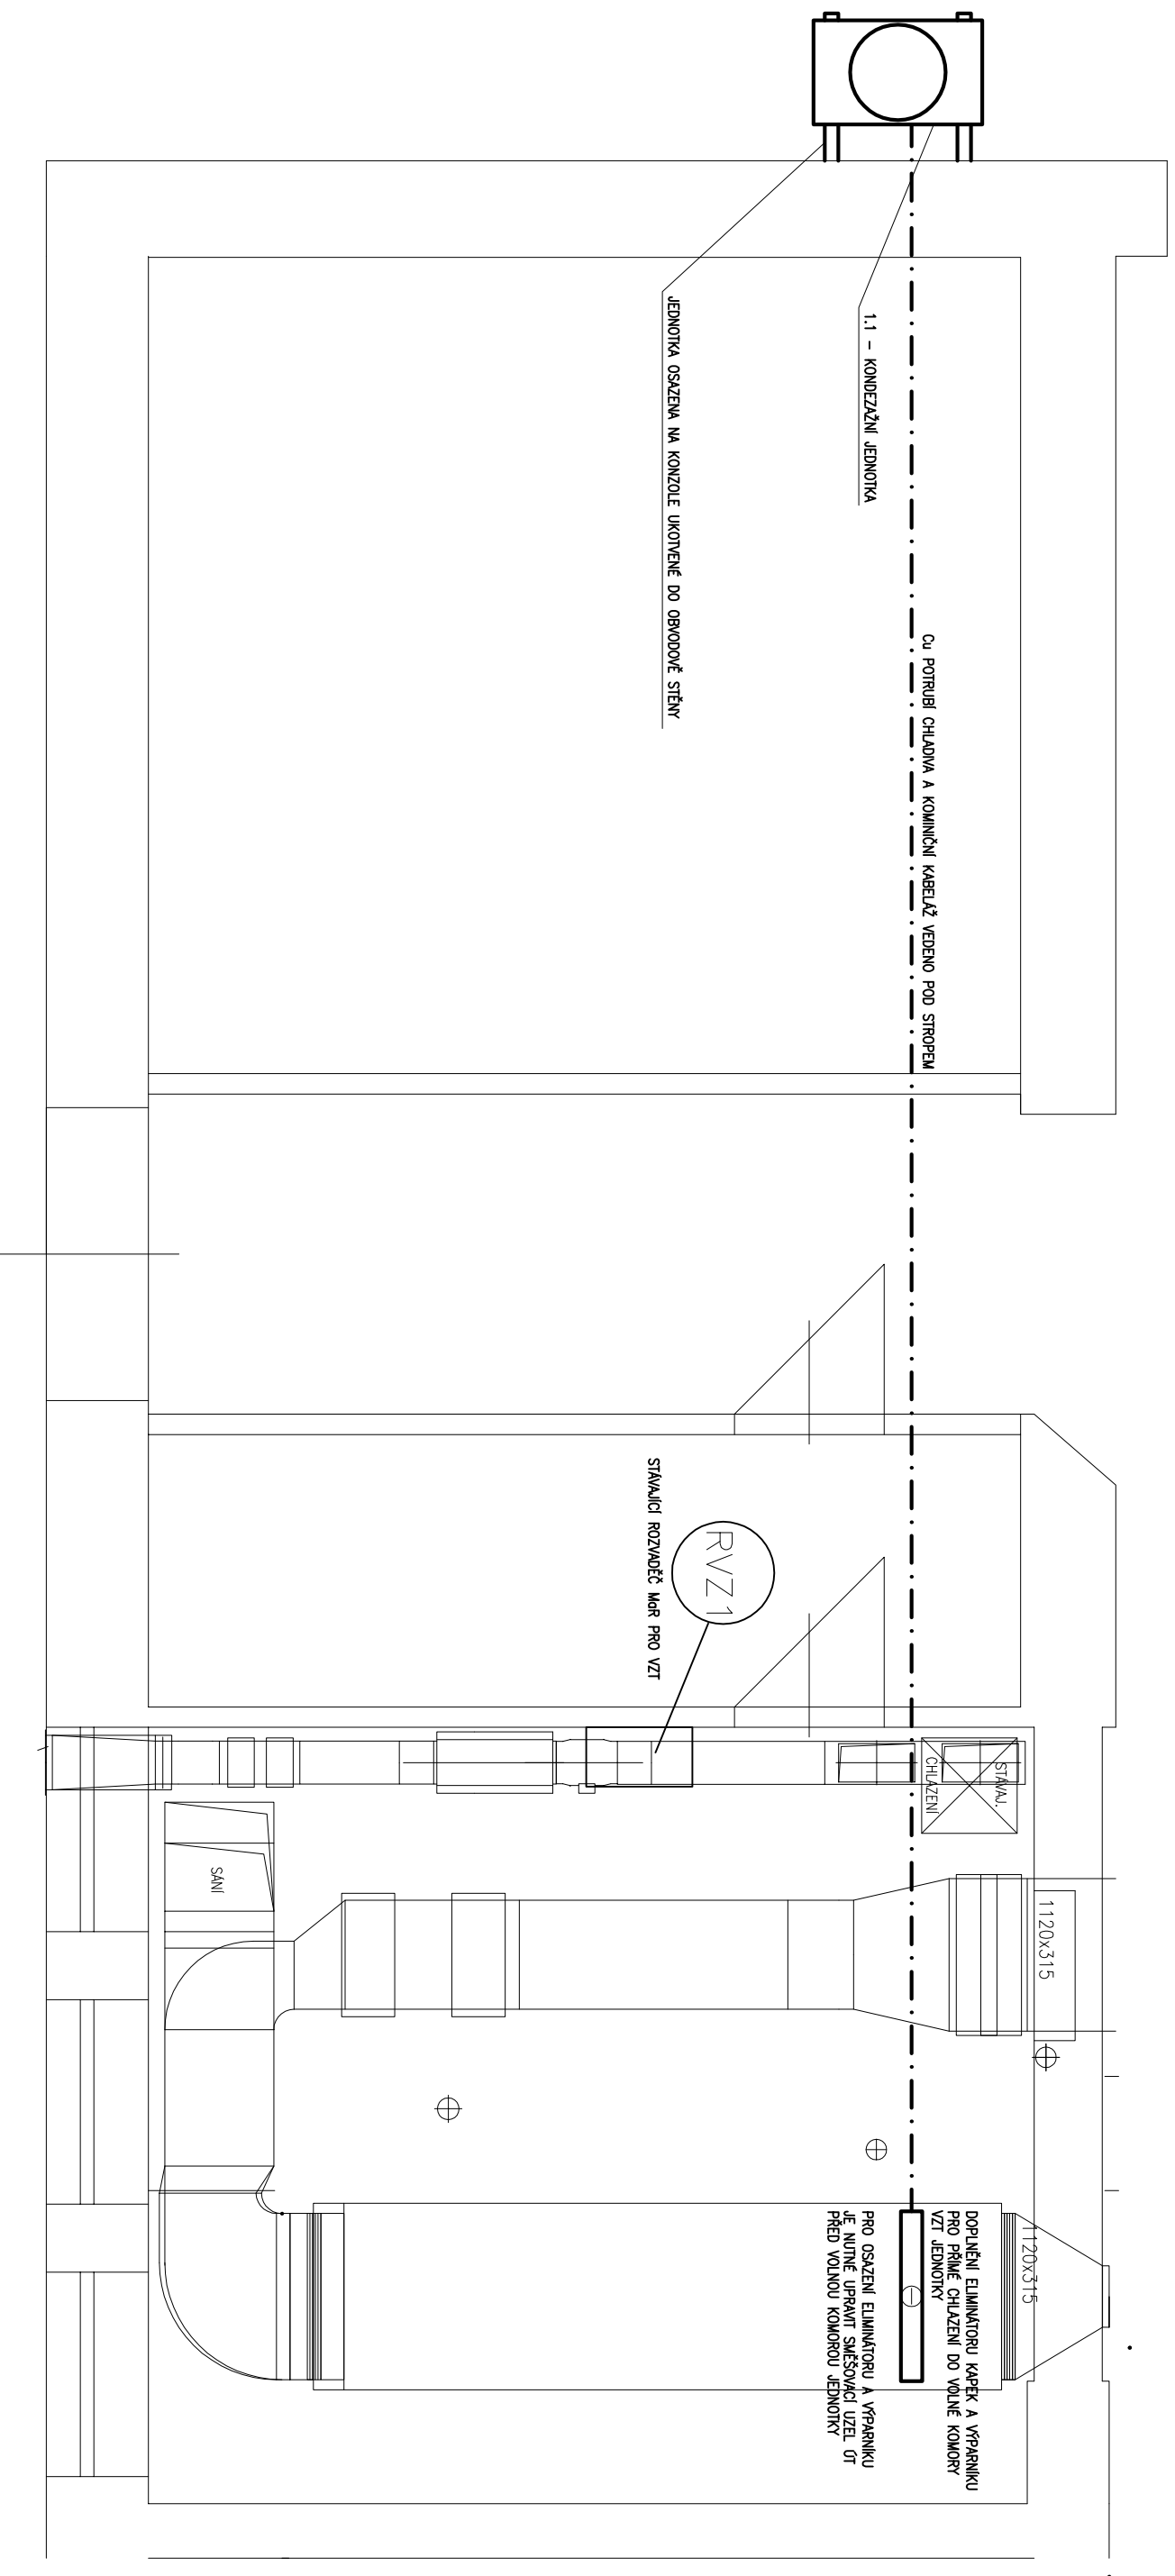 1.1 – KONDEZAŽNÍ JEDNOTKA
JEDNOTKA OSAZENA NA KONZOLE UKOTVENÉ DO OBVODOVÉ STĚNY
Cu POTRUBÍ CHLADIVA A KOMINIČNÍ KABELÁŽ VEDENO POD STROPEM
RVZ1
STÁVAJÍCÍ ROZVADĚČ MaR PRO VZT
STÁVAJ.
CHLAZENÍ
SÁNÍ
1120x315
1120x315
DOPLNĚNÍ ELIMINÁTORU KAPEK A VÝPARNÍKU
PRO PŘÍMÉ CHLAZENÍ DO VOLNÉ KOMORY
VZT JEDNOTKY
PRO OSAZENÍ ELIMINÁTORU A VÝPARNÍKU
JE NUTNÉ UPRAVIT SMĚŠOVACÍ UZEL ÚT
PŘED VOLNOU KOMOROU JEDNOTKY